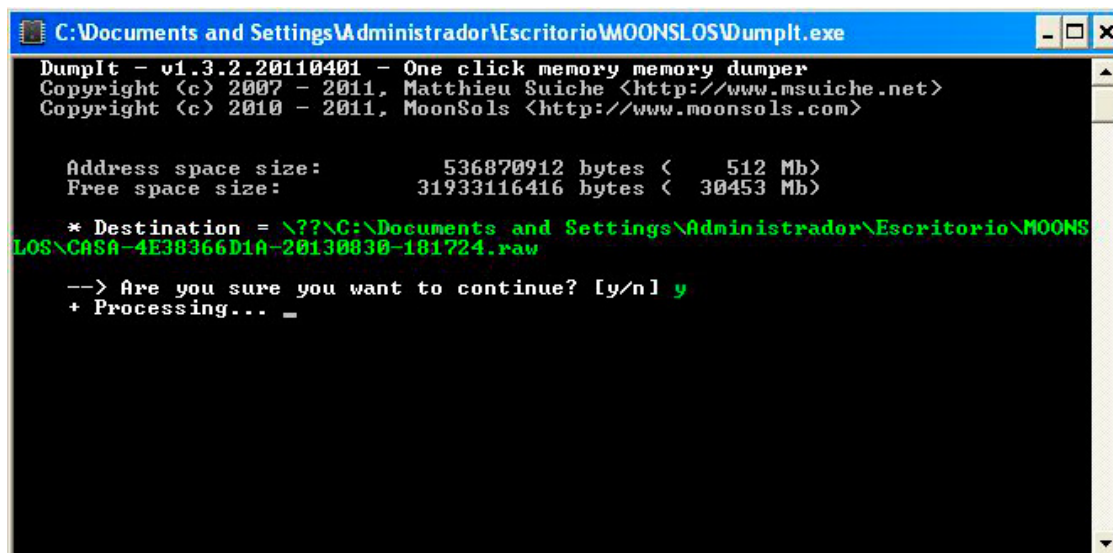 C:\Documents and Settings\Administrador\Escritorio\MOONSLOS\DumpIt.exe
DumpIt - v1.3.2.20110401 - One click memory memory dumper
Copyright (c) 2007 - 2011, Matthieu Suiche <http://www.msuiche.net>
Copyright (c) 2010 - 2011, MoonSols <http://www.moonsols.com>
Address space size: 536870912 bytes ( 512 Mb)
Free space size: 31933116416 bytes ( 30453 Mb)
* Destination = \??\C:\Documents and Settings\Administrador\Escritorio\MOONS
LOS\CASA-4E38366D1A-20130830-181724.raw
--> Are you sure you want to continue? [y/n] y
+ Processing... _